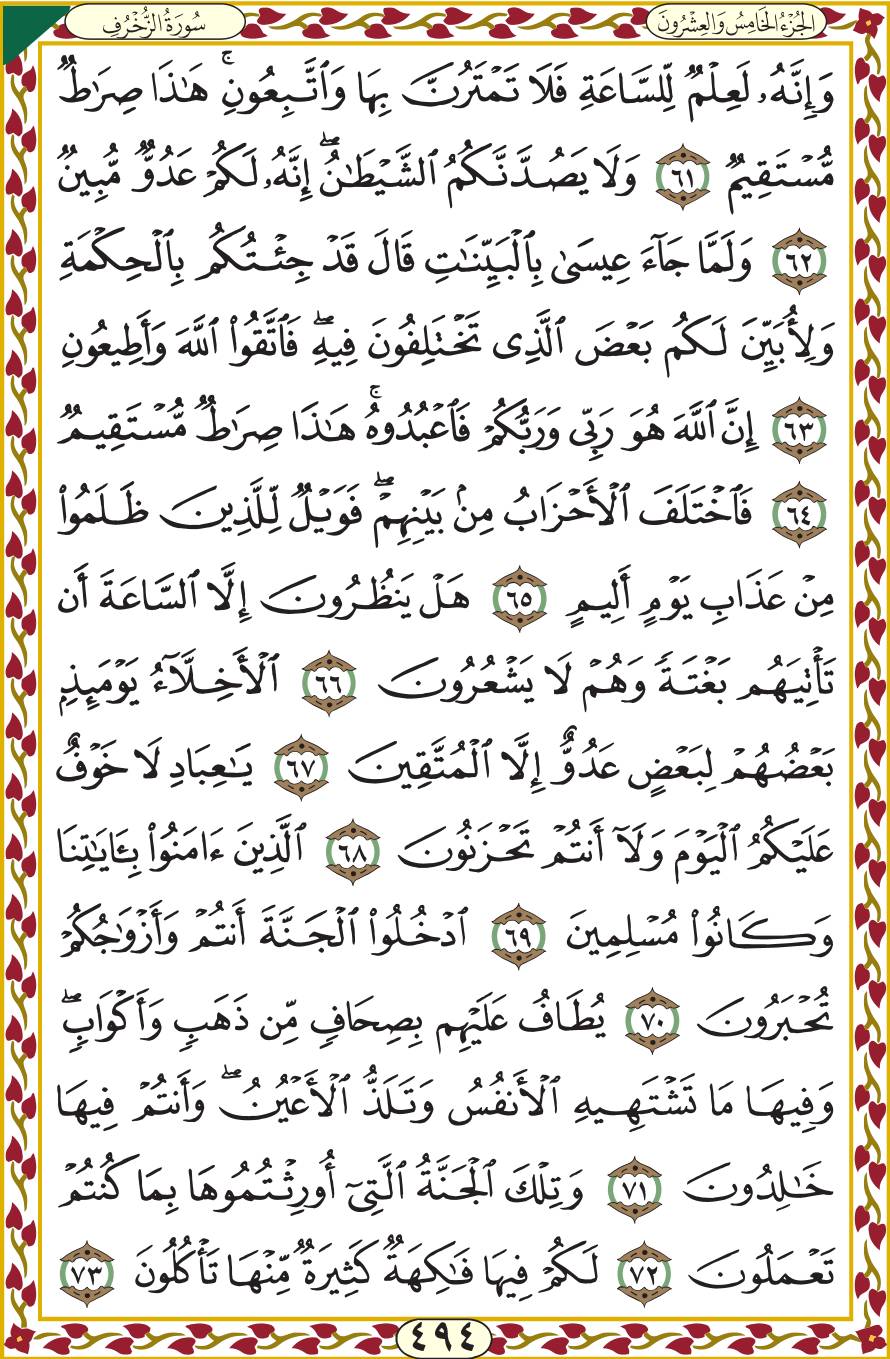 الجُزْءُ الخَامِسُ وَالعِشْرُونَ
سُورَةُ الزُّخْرُفِ
وَإِنَّهُۥ لَعِلْمٌ لِّلسَّاعَةِ فَلَا تَمْتَرُنَّ بِهَا وَٱتَّبِعُونِۚ هَٰذَا صِرَٰطٌ
مُّسْتَقِيمٌ ٦١ وَلَا يَصُدَّنَّكُمُ ٱلشَّيْطَٰنُۖ إِنَّهُۥ لَكُمْ عَدُوٌّ مُّبِينٌ
٦٢ وَلَمَّا جَآءَ عِيسَىٰ بِٱلْبَيِّنَٰتِ قَالَ قَدْ جِئْتُكُم بِٱلْحِكْمَةِ
وَلِأُبَيِّنَ لَكُم بَعْضَ ٱلَّذِى تَخْتَلِفُونَ فِيهِۖ فَٱتَّقُوا۟ ٱللَّهَ وَأَطِيعُونِ
٦٣ إِنَّ ٱللَّهَ هُوَ رَبِّى وَرَبُّكُمْ فَٱعْبُدُوهُۚ هَٰذَا صِرَٰطٌ مُّسْتَقِيمٌ
٦٤ فَٱخْتَلَفَ ٱلْأَحْزَابُ مِنۢ بَيْنِهِمْۖ فَوَيْلٌ لِّلَّذِينَ ظَلَمُوا۟
مِنْ عَذَابِ يَوْمٍ أَلِيمٍ ٦٥ هَلْ يَنظُرُونَ إِلَّا ٱلسَّاعَةَ أَن
تَأْتِيَهُم بَغْتَةً وَهُمْ لَا يَشْعُرُونَ ٦٦ ٱلْأَخِلَّآءُ يَوْمَئِذٍۭ
بَعْضُهُمْ لِبَعْضٍ عَدُوٌّ إِلَّا ٱلْمُتَّقِينَ ٦٧ يَٰعِبَادِ لَا خَوْفٌ
عَلَيْكُمُ ٱلْيَوْمَ وَلَآ أَنتُمْ تَحْزَنُونَ ٦٨ ٱلَّذِينَ ءَامَنُوا۟ بِـَٔايَٰتِنَا
وَكَانُوا۟ مُسْلِمِينَ ٦٩ ٱدْخُلُوا۟ ٱلْجَنَّةَ أَنتُمْ وَأَزْوَٰجُكُمْ
تُحْبَرُونَ ٧٠ يُطَافُ عَلَيْهِم بِصِحَافٍ مِّن ذَهَبٍ وَأَكْوَابٍۖ
وَفِيهَا مَا تَشْتَهِيهِ ٱلْأَنفُسُ وَتَلَذُّ ٱلْأَعْيُنُۖ وَأَنتُمْ فِيهَا
خَٰلِدُونَ ٧١ وَتِلْكَ ٱلْجَنَّةُ ٱلَّتِىٓ أُورِثْتُمُوهَا بِمَا كُنتُمْ
تَعْمَلُونَ ٧٢ لَكُمْ فِيهَا فَٰكِهَةٌ كَثِيرَةٌ مِّنْهَا تَأْكُلُونَ ٧٣
٤٩٤